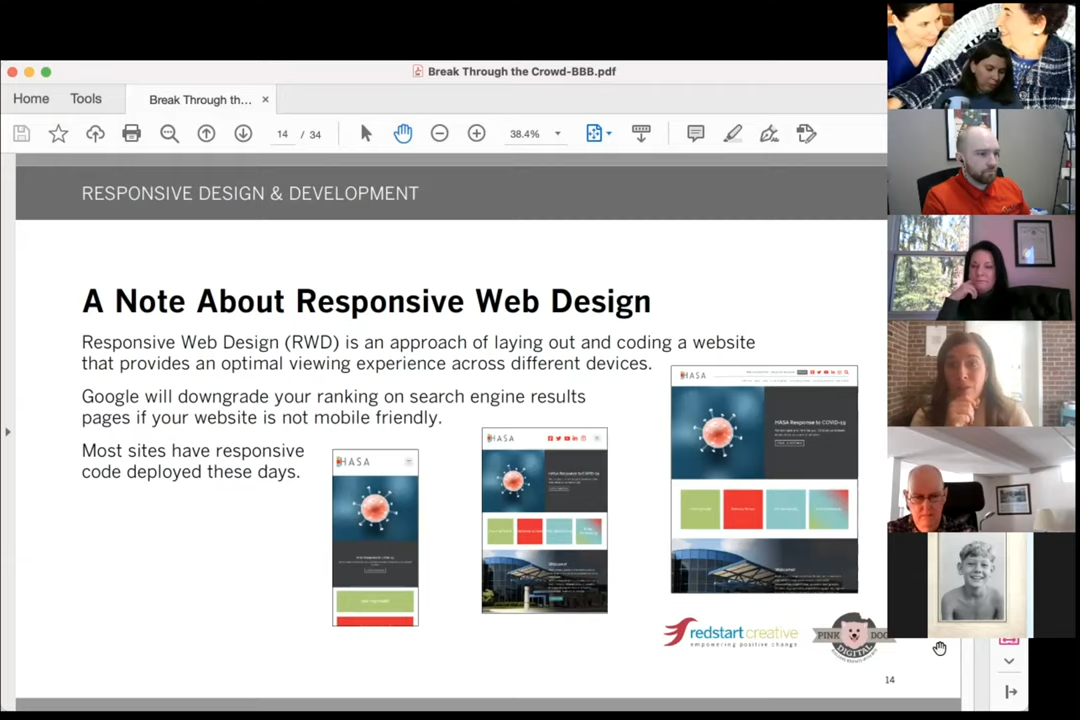 Break Through the Crowd-BBB.pdf
Home Tools Break Through th... ×
14 / 34 38.4%
RESPONSIVE DESIGN & DEVELOPMENT
A Note About Responsive Web Design
Responsive Web Design (RWD) is an approach of laying out and coding a website
that provides an optimal viewing experience across different devices.
Google will downgrade your ranking on search engine results
pages if your website is not mobile friendly.
Most sites have responsive
code deployed these days.
HASA
HASA
HASA
HASA Response to COVID-19
Welcome!
redstart creative
empowering positive change
PINK DOG
DIGITAL
14